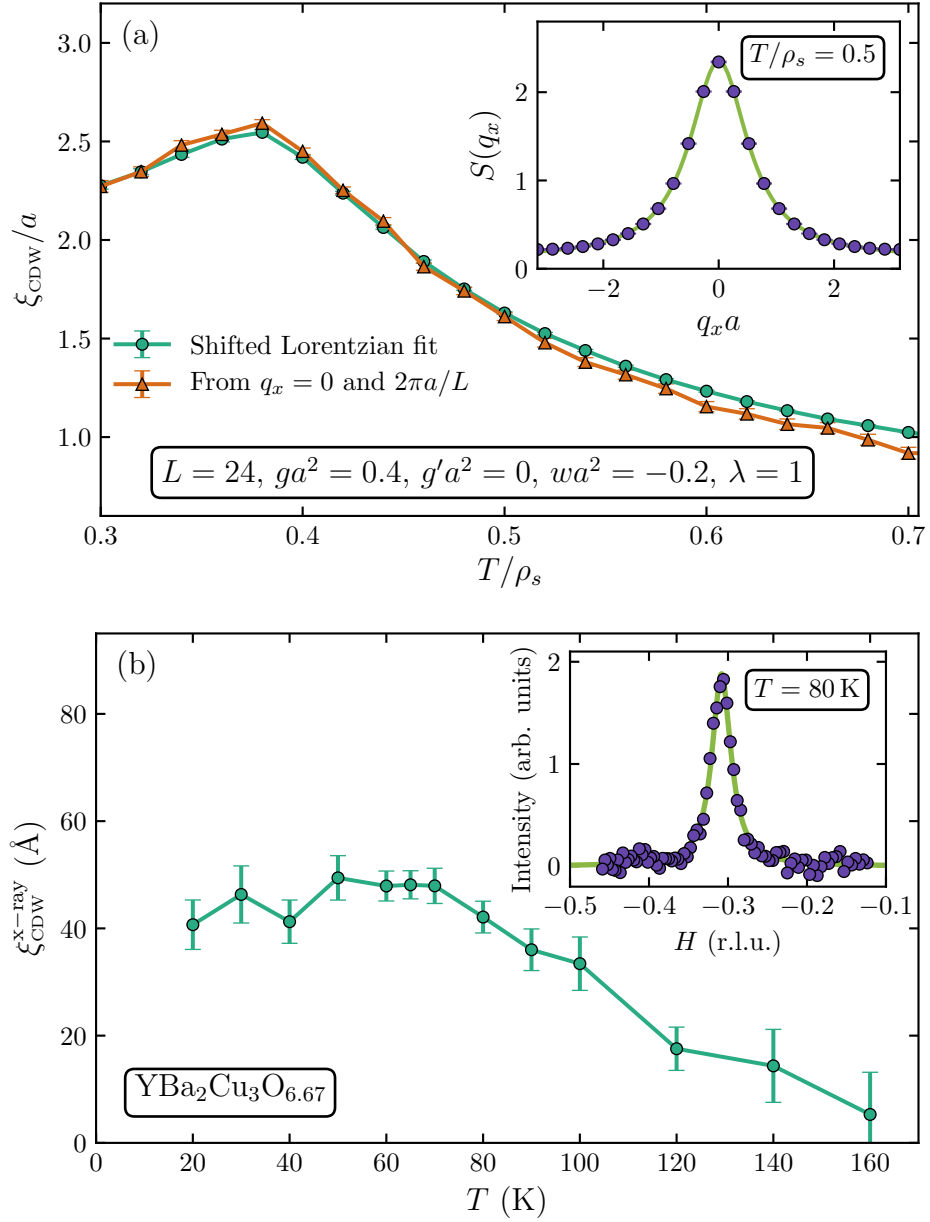 (a)
3.0
2.5
2.0
1.5
1.0
ξ_CDW/a
0.3 0.4 0.5 0.6 0.7
T/ρ_s
Shifted Lorentzian fit
From q_x = 0 and 2πa/L
L = 24, ga² = 0.4, g′a² = 0, wa² = −0.2, λ = 1
T/ρ_s = 0.5
S(q_x)
2
1
0
−2 0 2
q_x a
(b)
80
60
40
20
0
ξ_CDW^x−ray (Å)
0 20 40 60 80 100 120 140 160
T (K)
YBa₂Cu₃O₆.₆₇
T = 80 K
Intensity (arb. units)
2
1
0
−0.5 −0.4 −0.3 −0.2 −0.1
H (r.l.u.)